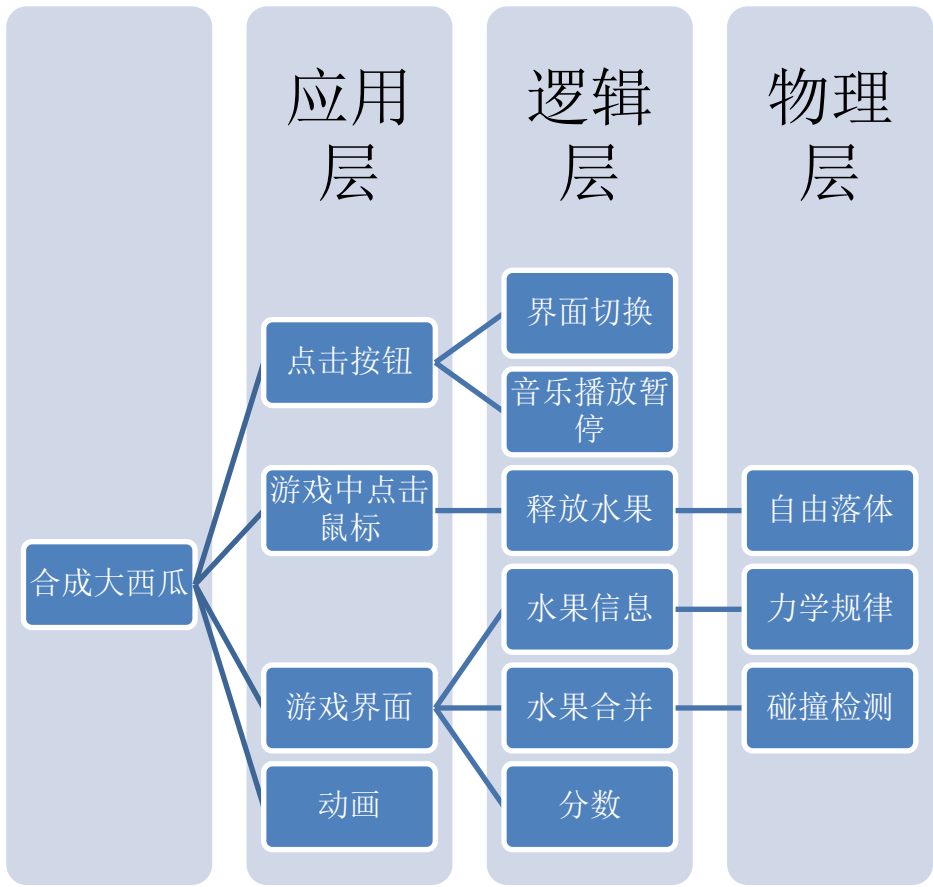 应用
层
逻辑
层
物理
层
合成大西瓜
点击按钮
游戏中点击
鼠标
游戏界面
动画
界面切换
音乐播放暂
停
释放水果
水果信息
水果合并
分数
自由落体
力学规律
碰撞检测